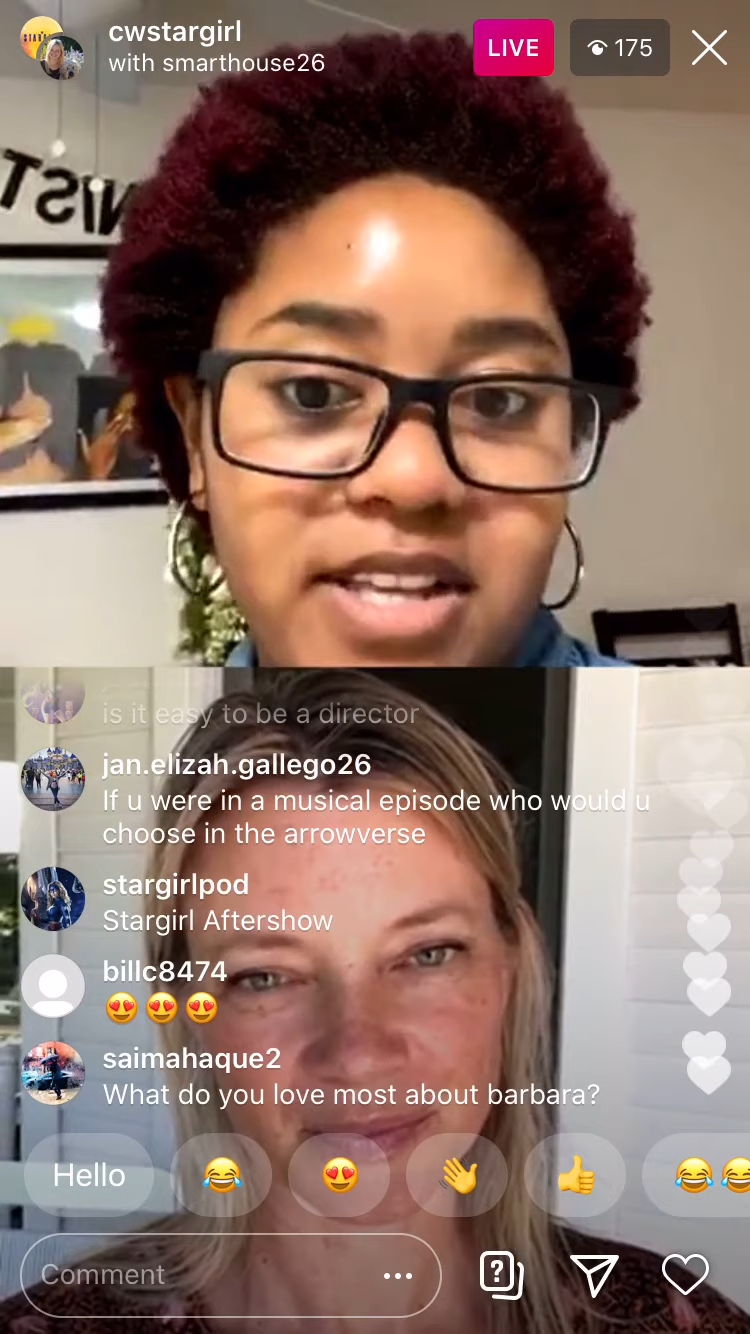 cwstargirl
with smarthouse26
LIVE
175
is it easy to be a director
jan.elizah.gallego26
If u were in a musical episode who would u
choose in the arrowverse
stargirlpod
Stargirl Aftershow
billc8474
😍 😍 😍
saimahaque2
What do you love most about barbara?
Hello 😂 😍 👋 👍 😂 😂
Comment